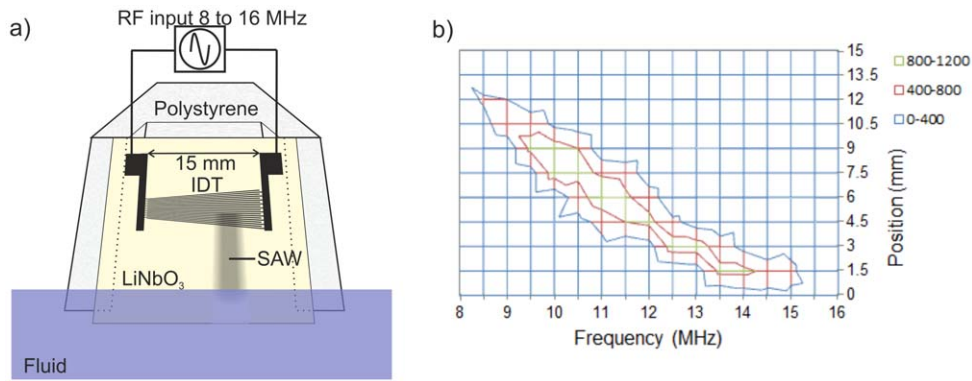 a)
RF input 8 to 16 MHz
Polystyrene
15 mm
IDT
SAW
LiNbO₃
Fluid
b)
15
13.5
12
10.5
9
7.5
6
4.5
3
1.5
0
Position (mm)
8 9 10 11 12 13 14 15 16
Frequency (MHz)
800-1200
400-800
0-400